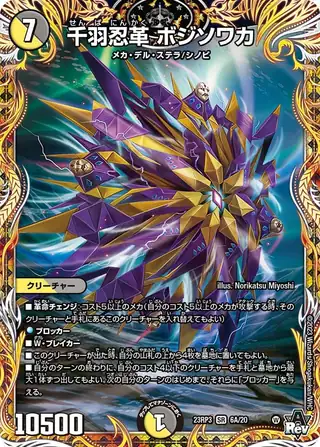 7
せんばにんかく
千羽忍革 ボジソワカ
メカ・デル・ステラ/シノビ
クリーチャー
illus. Norikatsu Miyoshi
■革命チェンジ:コスト5以上のメカ(自分のコスト5以上のメカが攻撃する時、その
クリーチャーと手札にあるこのクリーチャーを入れ替えてもよい)
■ブロッカー
■W・ブレイカー
■このクリーチャーが出た時、自分の山札の上から4枚を墓地に置いてもよい。
■自分のターンの終わりに、自分のコスト4以下のクリーチャーを手札と墓地から
最大1体ずつ出してもよい。次の自分のターンのはじめまで、それらに「ブロッカー」を与
える。
10500
1
23RP3 SR 6A/20
Rev